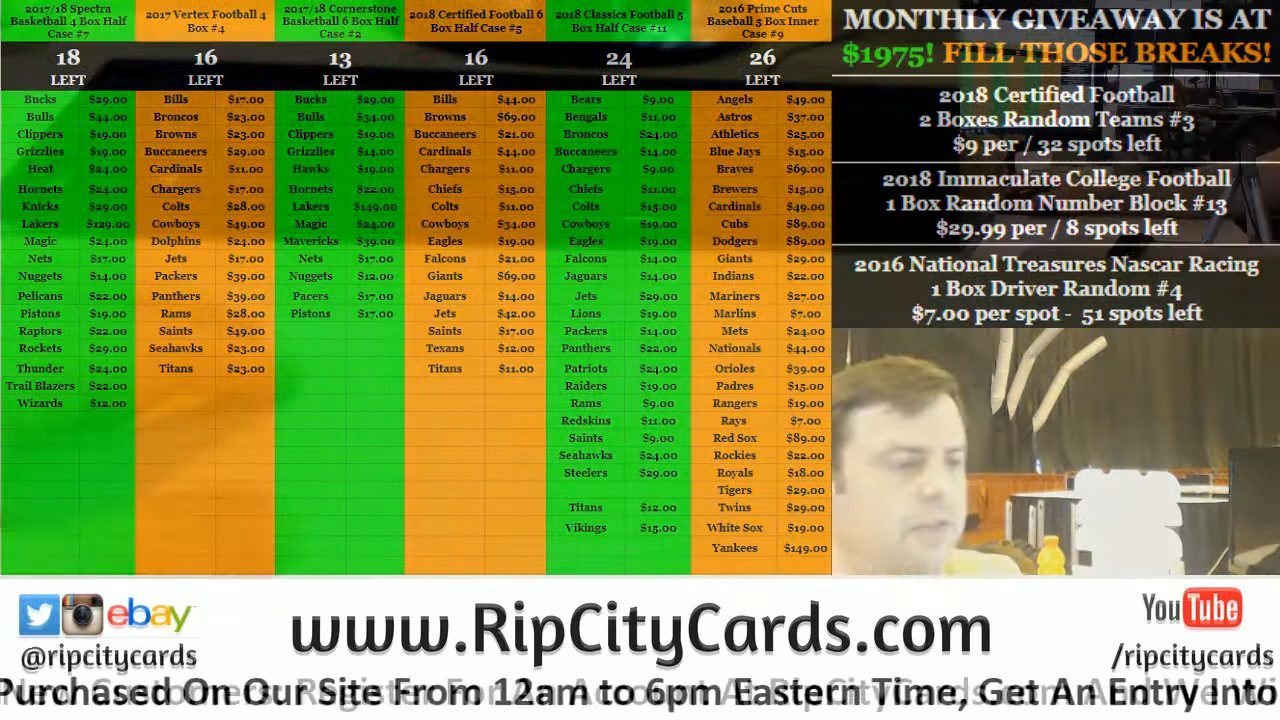 2017/18 Spectra
Basketball 4 Box Half
Case #7
18
LEFT
Bucks $29.00
Bulls $44.00
Clippers $19.00
Grizzlies $19.00
Heat $24.00
Hornets $24.00
Knicks $29.00
Lakers $129.00
Magic $24.00
Nets $17.00
Nuggets $14.00
Pelicans $22.00
Pistons $19.00
Raptors $22.00
Rockets $29.00
Thunder $24.00
Trail Blazers $22.00
Wizards $12.00
2017 Vertex Football 4
Box #4
16
LEFT
Bills $17.00
Broncos $23.00
Browns $23.00
Buccaneers $29.00
Cardinals $11.00
Chargers $17.00
Colts $28.00
Cowboys $49.00
Dolphins $24.00
Jets $17.00
Packers $39.00
Panthers $39.00
Rams $28.00
Saints $49.00
Seahawks $23.00
Titans $23.00
2017/18 Cornerstone
Basketball 6 Box Half
Case #2
13
LEFT
Bucks $29.00
Bulls $34.00
Clippers $19.00
Grizzlies $14.00
Hawks $19.00
Hornets $22.00
Lakers $149.00
Magic $24.00
Mavericks $39.00
Nets $17.00
Nuggets $12.00
Pacers $17.00
Pistons $17.00
2018 Certified Football 6
Box Half Case #5
16
LEFT
Bills $44.00
Browns $69.00
Buccaneers $21.00
Cardinals $44.00
Chargers $11.00
Chiefs $15.00
Colts $11.00
Cowboys $34.00
Eagles $19.00
Falcons $21.00
Giants $69.00
Jaguars $14.00
Jets $42.00
Saints $17.00
Texans $12.00
Titans $11.00
2018 Classics Football 5
Box Half Case #11
24
LEFT
Bears $9.00
Bengals $11.00
Broncos $24.00
Buccaneers $14.00
Chargers $9.00
Chiefs $11.00
Colts $15.00
Cowboys $19.00
Eagles $19.00
Falcons $14.00
Jaguars $14.00
Jets $29.00
Lions $19.00
Packers $14.00
Panthers $22.00
Patriots $24.00
Raiders $19.00
Rams $9.00
Redskins $11.00
Saints $9.00
Seahawks $24.00
Steelers $29.00
Titans $12.00
Vikings $15.00
2016 Prime Cuts
Baseball 5 Box Inner
Case #9
26
LEFT
Angels $49.00
Astros $37.00
Athletics $25.00
Blue Jays $15.00
Braves $69.00
Brewers $15.00
Cardinals $49.00
Cubs $89.00
Dodgers $89.00
Giants $29.00
Indians $22.00
Mariners $27.00
Marlins $7.00
Mets $24.00
Nationals $44.00
Orioles $39.00
Padres $15.00
Rangers $19.00
Rays $7.00
Red Sox $89.00
Rockies $22.00
Royals $18.00
Tigers $29.00
Twins $29.00
White Sox $19.00
Yankees $149.00
MONTHLY GIVEAWAY IS AT
$1975! FILL THOSE BREAKS!
2018 Certified Football
2 Boxes Random Teams #3
$9 per / 32 spots left
2018 Immaculate College Football
1 Box Random Number Block #13
$29.99 per / 8 spots left
2016 National Treasures Nascar Racing
1 Box Driver Random #4
$7.00 per spot - 51 spots left
ebay
@ripcitycards
www.RipCityCards.com
YouTube
/ripcitycards
Purchased On Our Site From 12am to 6pm Eastern Time, Get An Entry Into